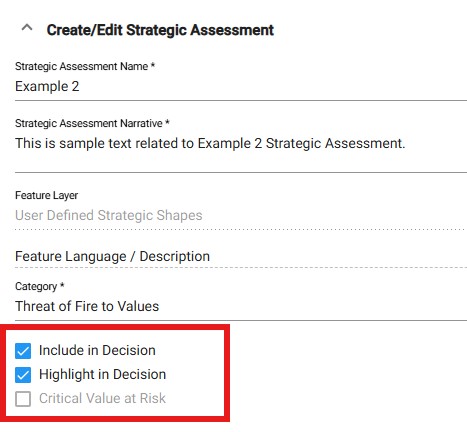 Create/Edit Strategic Assessment
Strategic Assessment Name *
Example 2
Strategic Assessment Narrative *
This is sample text related to Example 2 Strategic Assessment.
Feature Layer
User Defined Strategic Shapes
Feature Language / Description
Category *
Threat of Fire to Values
Include in Decision
Highlight in Decision
Critical Value at Risk